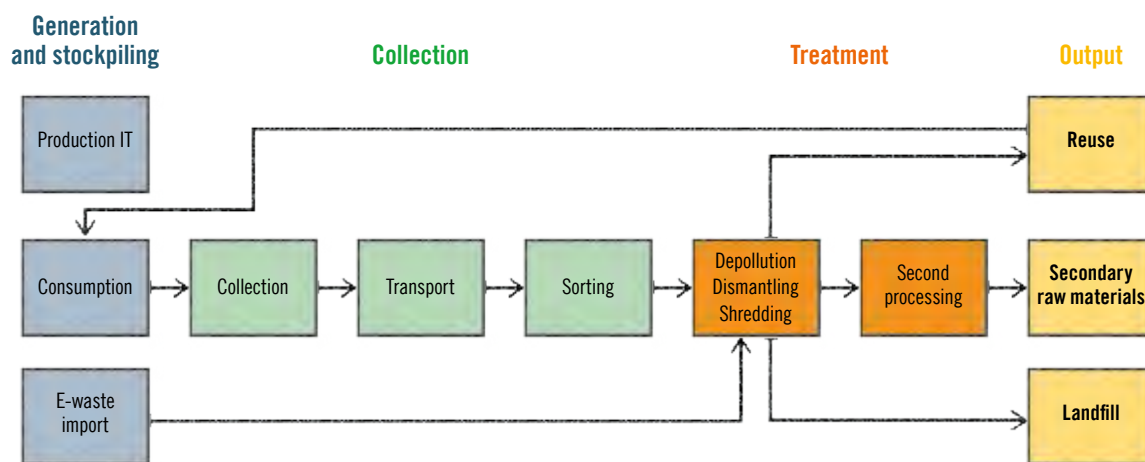 Generation
and stockpiling
Collection
Treatment
Output
Production IT
Reuse
Consumption
Collection
Transport
Sorting
Depollution
Dismantling
Shredding
Second
processing
Secondary
raw materials
E-waste
import
Landfill